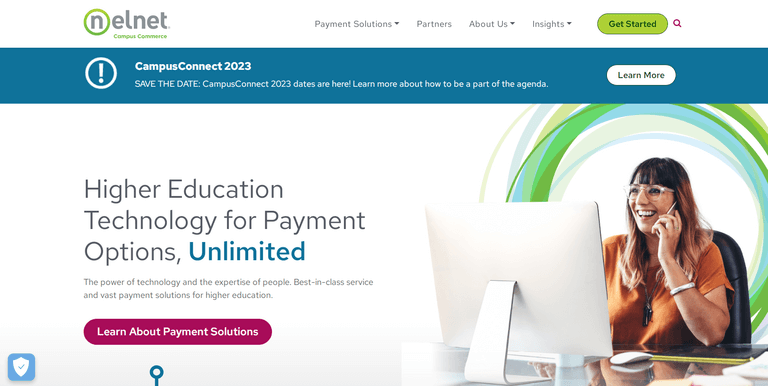 nelnet
Campus Commerce
Payment Solutions
Partners
About Us
Insights
Get Started
CampusConnect 2023
SAVE THE DATE: CampusConnect 2023 dates are here! Learn more about how to be a part of the agenda.
Learn More
Higher Education
Technology for Payment
Options, Unlimited
The power of technology and the expertise of people. Best-in-class service
and vast payment solutions for higher education.
Learn About Payment Solutions